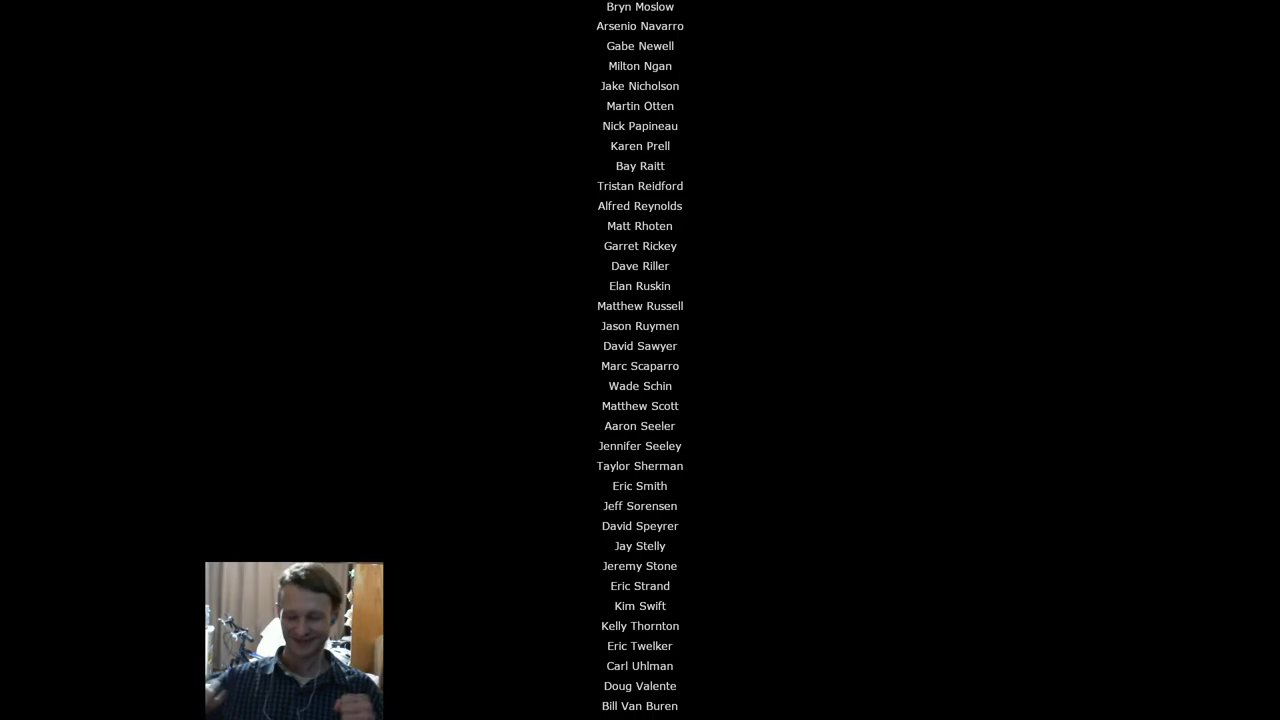 Bryn Moslow
Arsenio Navarro
Gabe Newell
Milton Ngan
Jake Nicholson
Martin Otten
Nick Papineau
Karen Prell
Bay Raitt
Tristan Reidford
Alfred Reynolds
Matt Rhoten
Garret Rickey
Dave Riller
Elan Ruskin
Matthew Russell
Jason Ruymen
David Sawyer
Marc Scaparro
Wade Schin
Matthew Scott
Aaron Seeler
Jennifer Seeley
Taylor Sherman
Eric Smith
Jeff Sorensen
David Speyrer
Jay Stelly
Jeremy Stone
Eric Strand
Kim Swift
Kelly Thornton
Eric Twelker
Carl Uhlman
Doug Valente
Bill Van Buren